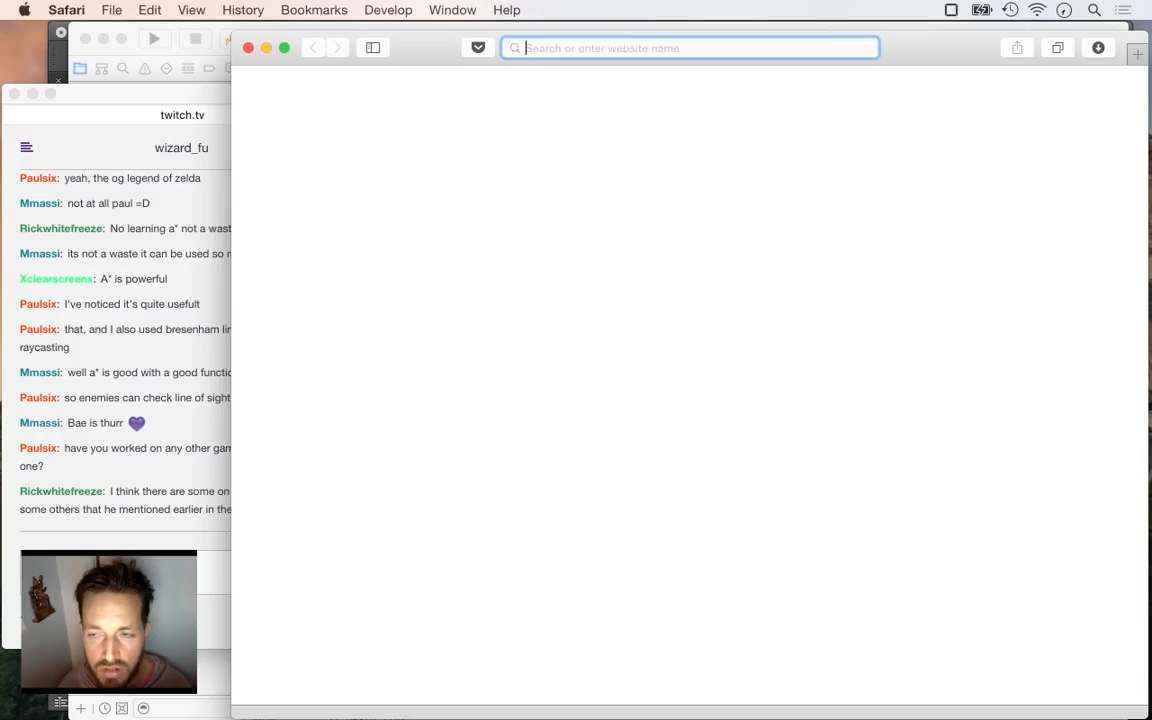 Safari File Edit View History Bookmarks Develop Window Help
Search or enter website name
twitch.tv
wizard_fu
Paulsix: yeah, the og legend of zelda
Mmassi: not at all paul =D
Rickwhitefreeze: No learning a* not a wast
Mmassi: its not a waste it can be used so
Xclearscreenx: A* is powerful
Paulsix: I've noticed it's quite usefult
Paulsix: that, and I also used bresenham lin
raycasting
Mmassi: well a* is good with a good functio
Paulsix: so enemies can check line of sight
Mmassi: Bae is thurr
Paulsix: have you worked on any other gam
one?
Rickwhitefreeze: I think there are some on
some others that he mentioned earlier in the